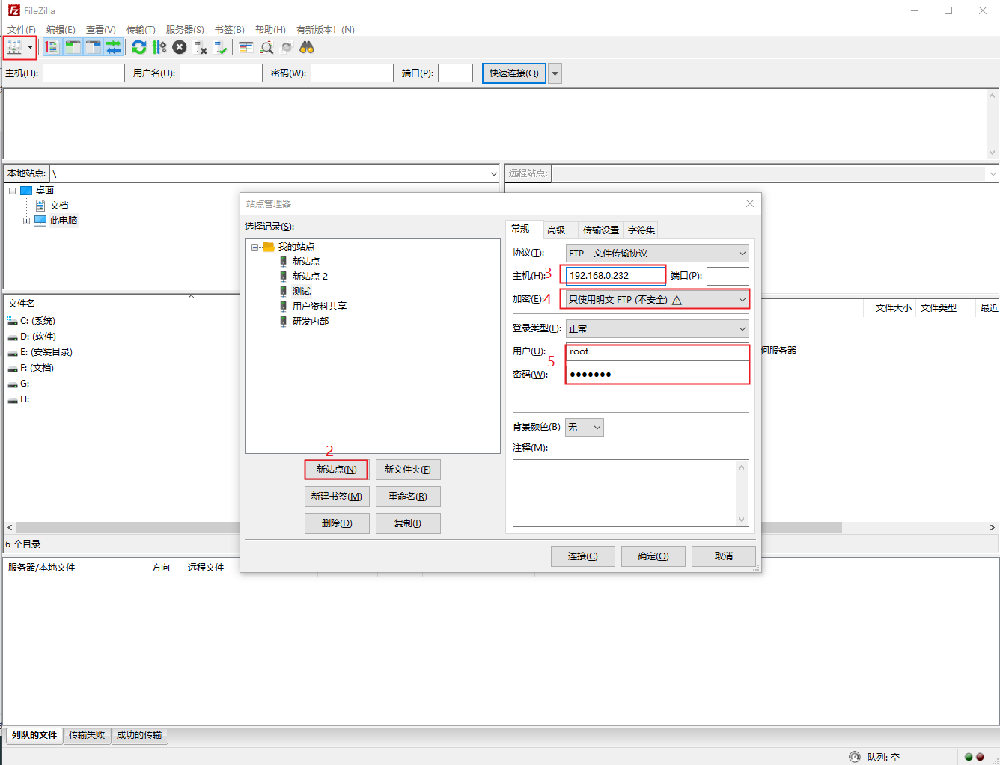 FileZilla
文件(F) 编辑(E) 查看(V) 传输(T) 服务器(S) 书签(B) 帮助(H) 有新版本！(N)
主机(H): 用户名(U): 密码(W): 端口(P): 快速连接(Q)
本地站点: \
远程站点:
桌面
文档
此电脑
文件名
C: (系统)
D: (软件)
E: (安装目录)
F: (文档)
G:
H:
6 个目录
文件大小 文件类型 最近
何服务器
站点管理器
选择记录(S):
我的站点
新站点
新站点 2
测试
用户资料共享
研发内部
2
新站点(N) 新文件夹(F)
新建书签(M) 重命名(R)
删除(D) 复制(I)
常规 高级 传输设置 字符集
协议(T): FTP - 文件传输协议
主机(H): 3 192.168.0.232 端口(P):
加密(E): 4 只使用明文 FTP (不安全)
登录类型(L): 正常
用户(U): root
5
密码(W): ●●●●●●●
背景颜色(B) 无
注释(M):
连接(C) 确定(O) 取消
服务器/本地文件 方向 远程文件
列队的文件 传输失败 成功的传输
队列: 空